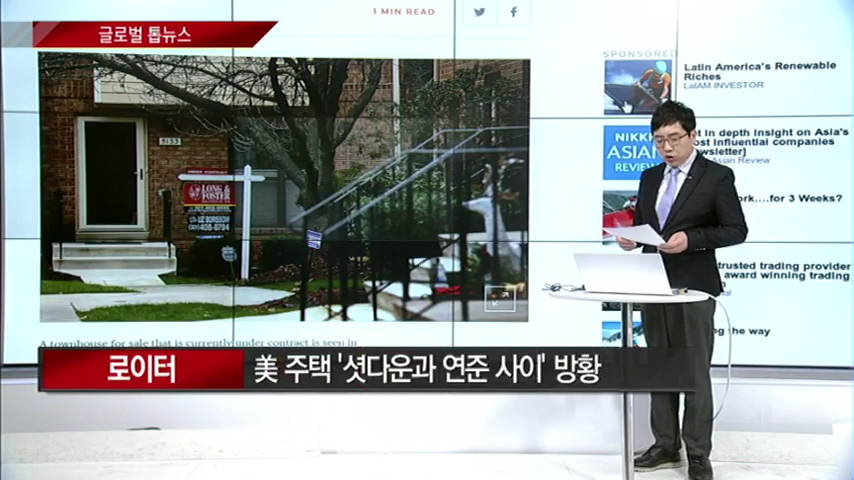 글로벌 톱뉴스
1 MIN READ
SPONSORED
Latin America's Renewable
Riches
LatAM INVESTOR
5153
LONG &
FOSTER
LIZ
NIKKEI
ASIAN
REVIEW
in depth insight on Asia's
influential companies
Asian Review
for 3 Weeks?
trusted trading provider
award winning trading
the way
A townhouse for sale that is currently under contract is seen in
로이터
美 주택 '셧다운과 연준 사이' 방황